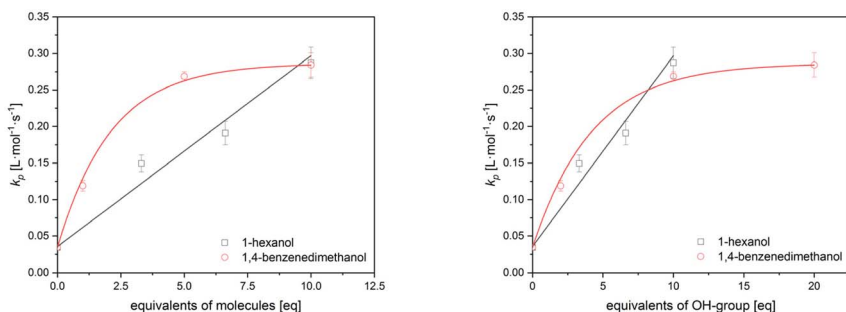 0.35
0.30
0.25
0.20
0.15
0.10
0.05
0.00
k_p [L·mol⁻¹·s⁻¹]
1-hexanol
1,4-benzenedimethanol
0.0 2.5 5.0 7.5 10.0 12.5
equivalents of molecules [eq]
0.35
0.30
0.25
0.20
0.15
0.10
0.05
0.00
k_p [L·mol⁻¹·s⁻¹]
1-hexanol
1,4-benzenedimethanol
0 5 10 15 20
equivalents of OH-group [eq]